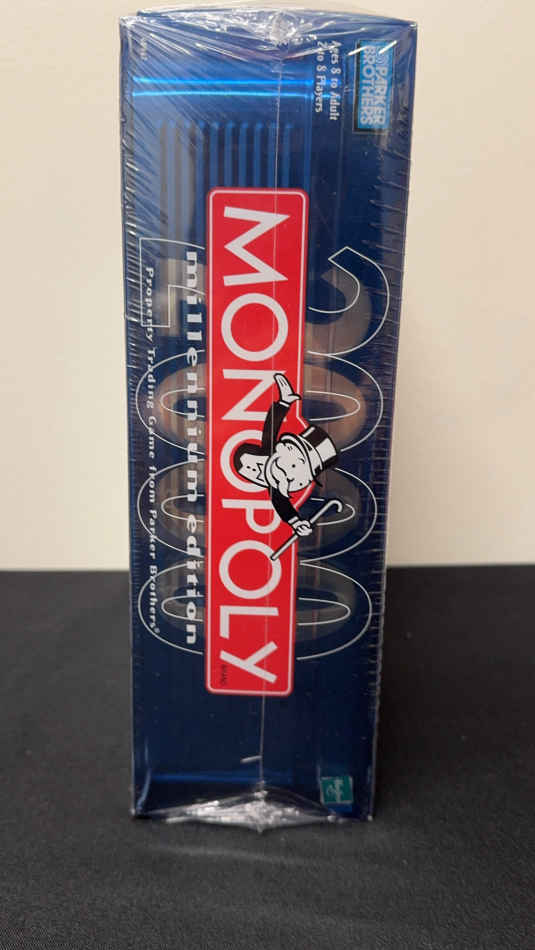 PARKER
BROTHERS
Ages 8 to Adult
2 to 8 Players
2000
MONOPOLY
millennium edition
Property Trading Game from Parker Brothers®
Hasbro